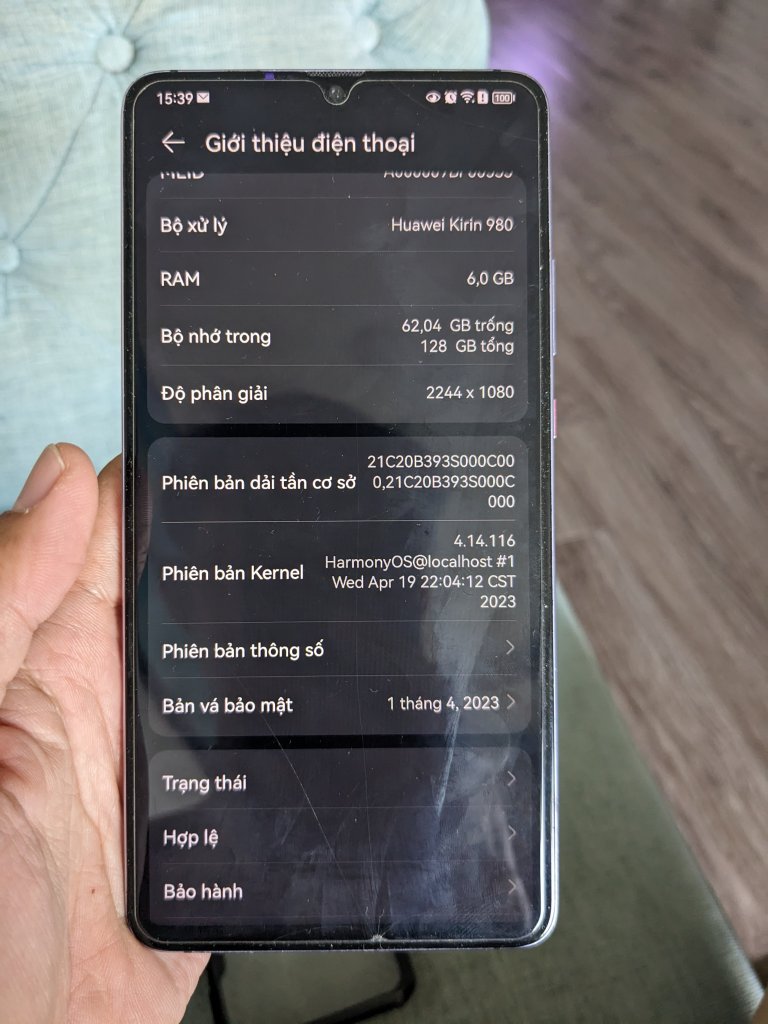 15:39
100
Giới thiệu điện thoại
MEID
Bộ xử lý
Huawei Kirin 980
RAM
6,0 GB
Bộ nhớ trong
62,04 GB trống
128 GB tổng
Độ phân giải
2244 x 1080
Phiên bản dải tần cơ sở
21C20B393S000C00
0,21C20B393S000C
000
Phiên bản Kernel
4.14.116
HarmonyOS@localhost #1
Wed Apr 19 22:04:12 CST
2023
Phiên bản thông số
Bản vá bảo mật
1 tháng 4, 2023
Trạng thái
Hợp lệ
Bảo hành